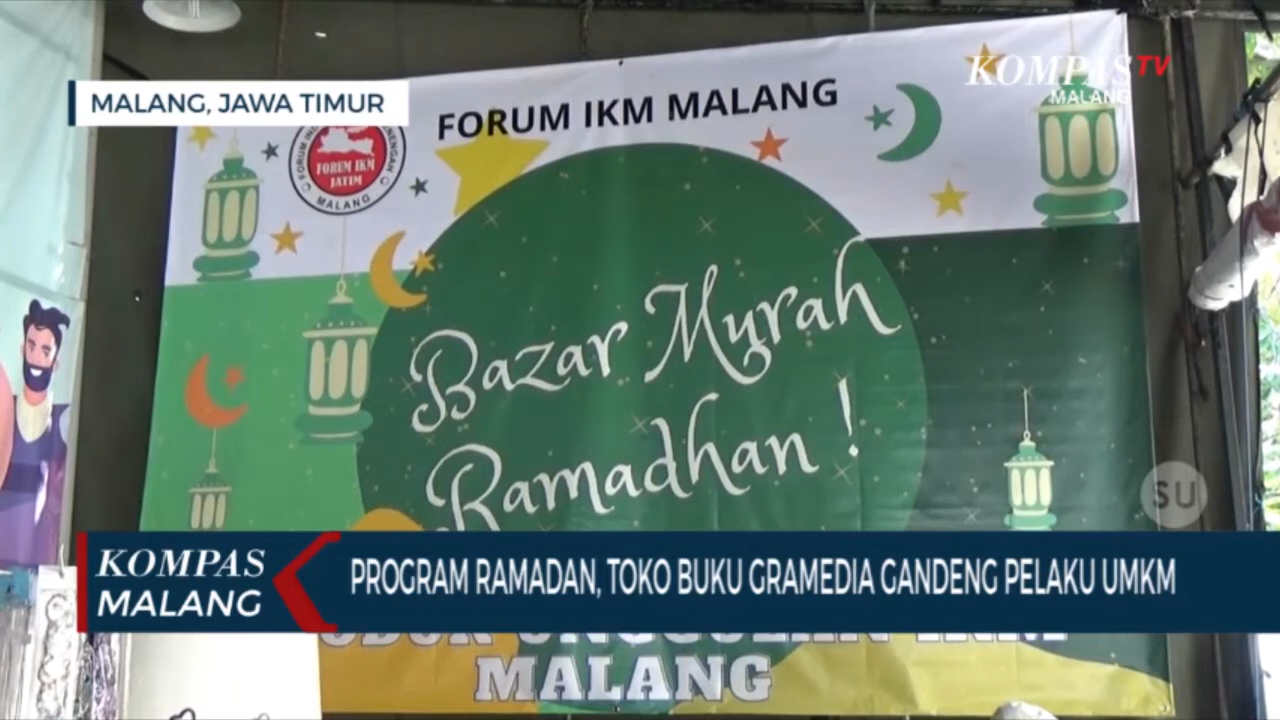 MALANG, JAWA TIMUR
KOMPAS TV
MALANG
FORUM IKM MALANG
FORUM IKM
JATIM
MALANG
Bazar Murah
Ramadhan !
SU
KOMPAS
MALANG
PROGRAM RAMADAN, TOKO BUKU GRAMEDIA GANDENG PELAKU UMKM
MALANG